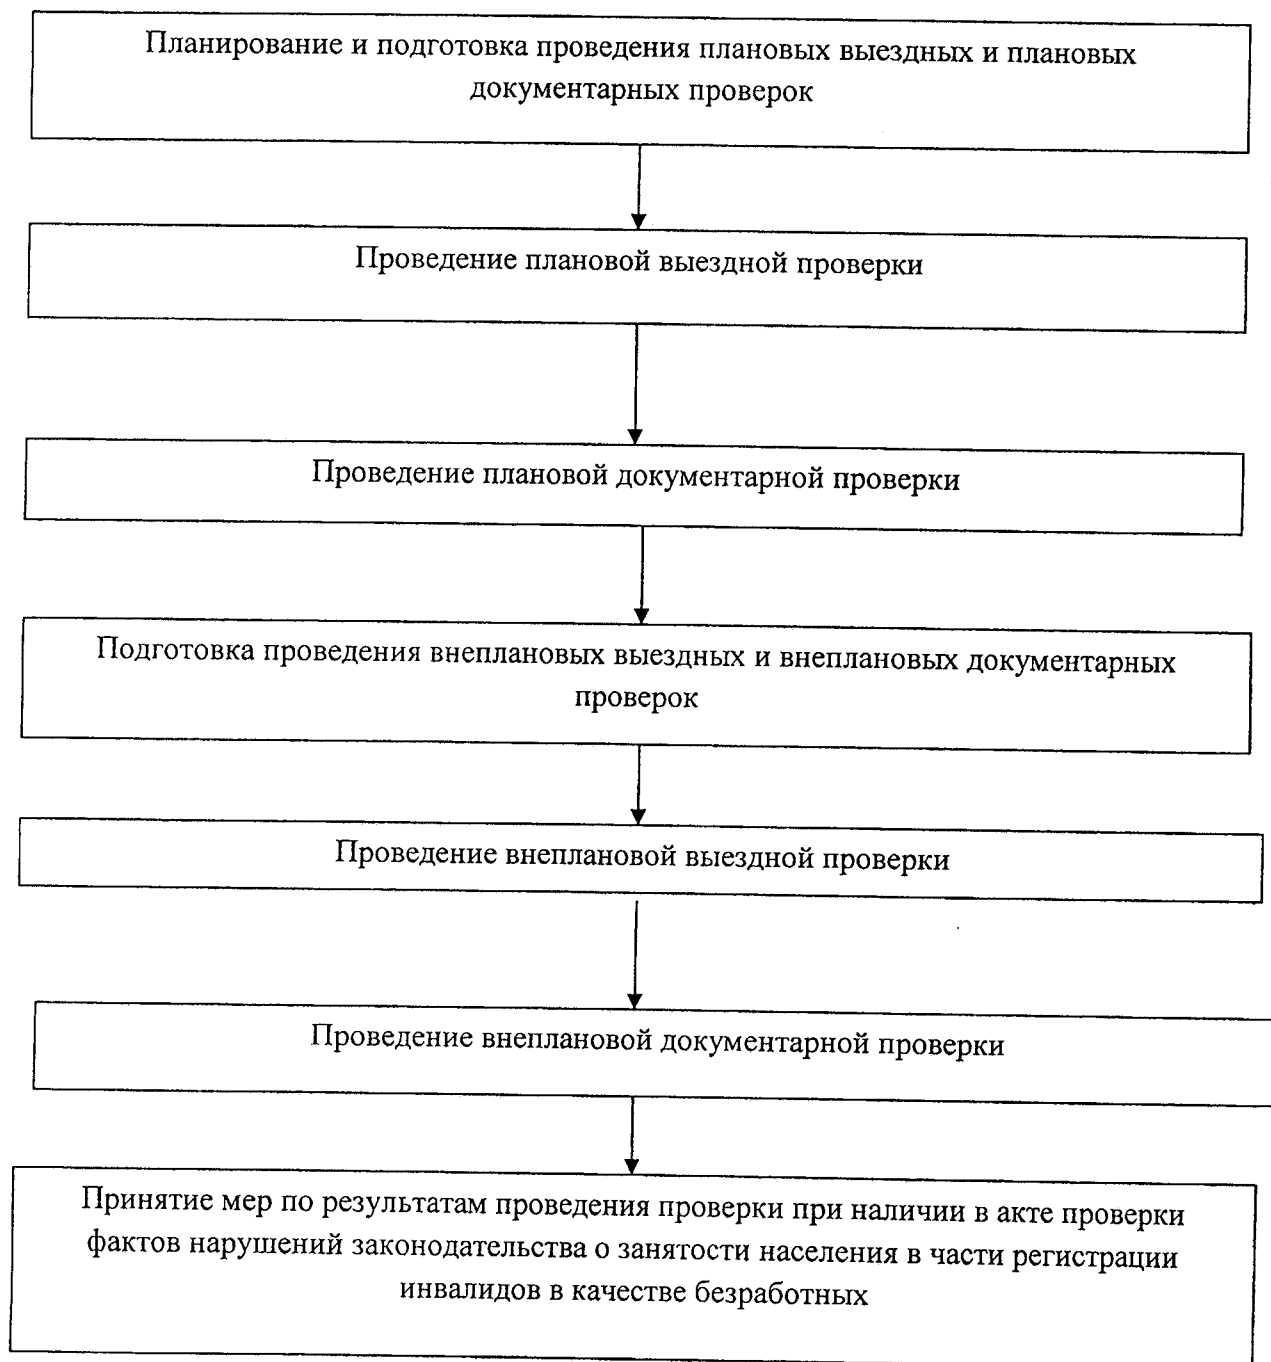 Планирование и подготовка проведения плановых выездных и плановых
документарных проверок
Проведение плановой выездной проверки
Проведение плановой документарной проверки
Подготовка проведения внеплановых выездных и внеплановых документарных
проверок
Проведение внеплановой выездной проверки
Проведение внеплановой документарной проверки
Принятие мер по результатам проведения проверки при наличии в акте проверки
фактов нарушений законодательства о занятости населения в части регистрации
инвалидов в качестве безработных